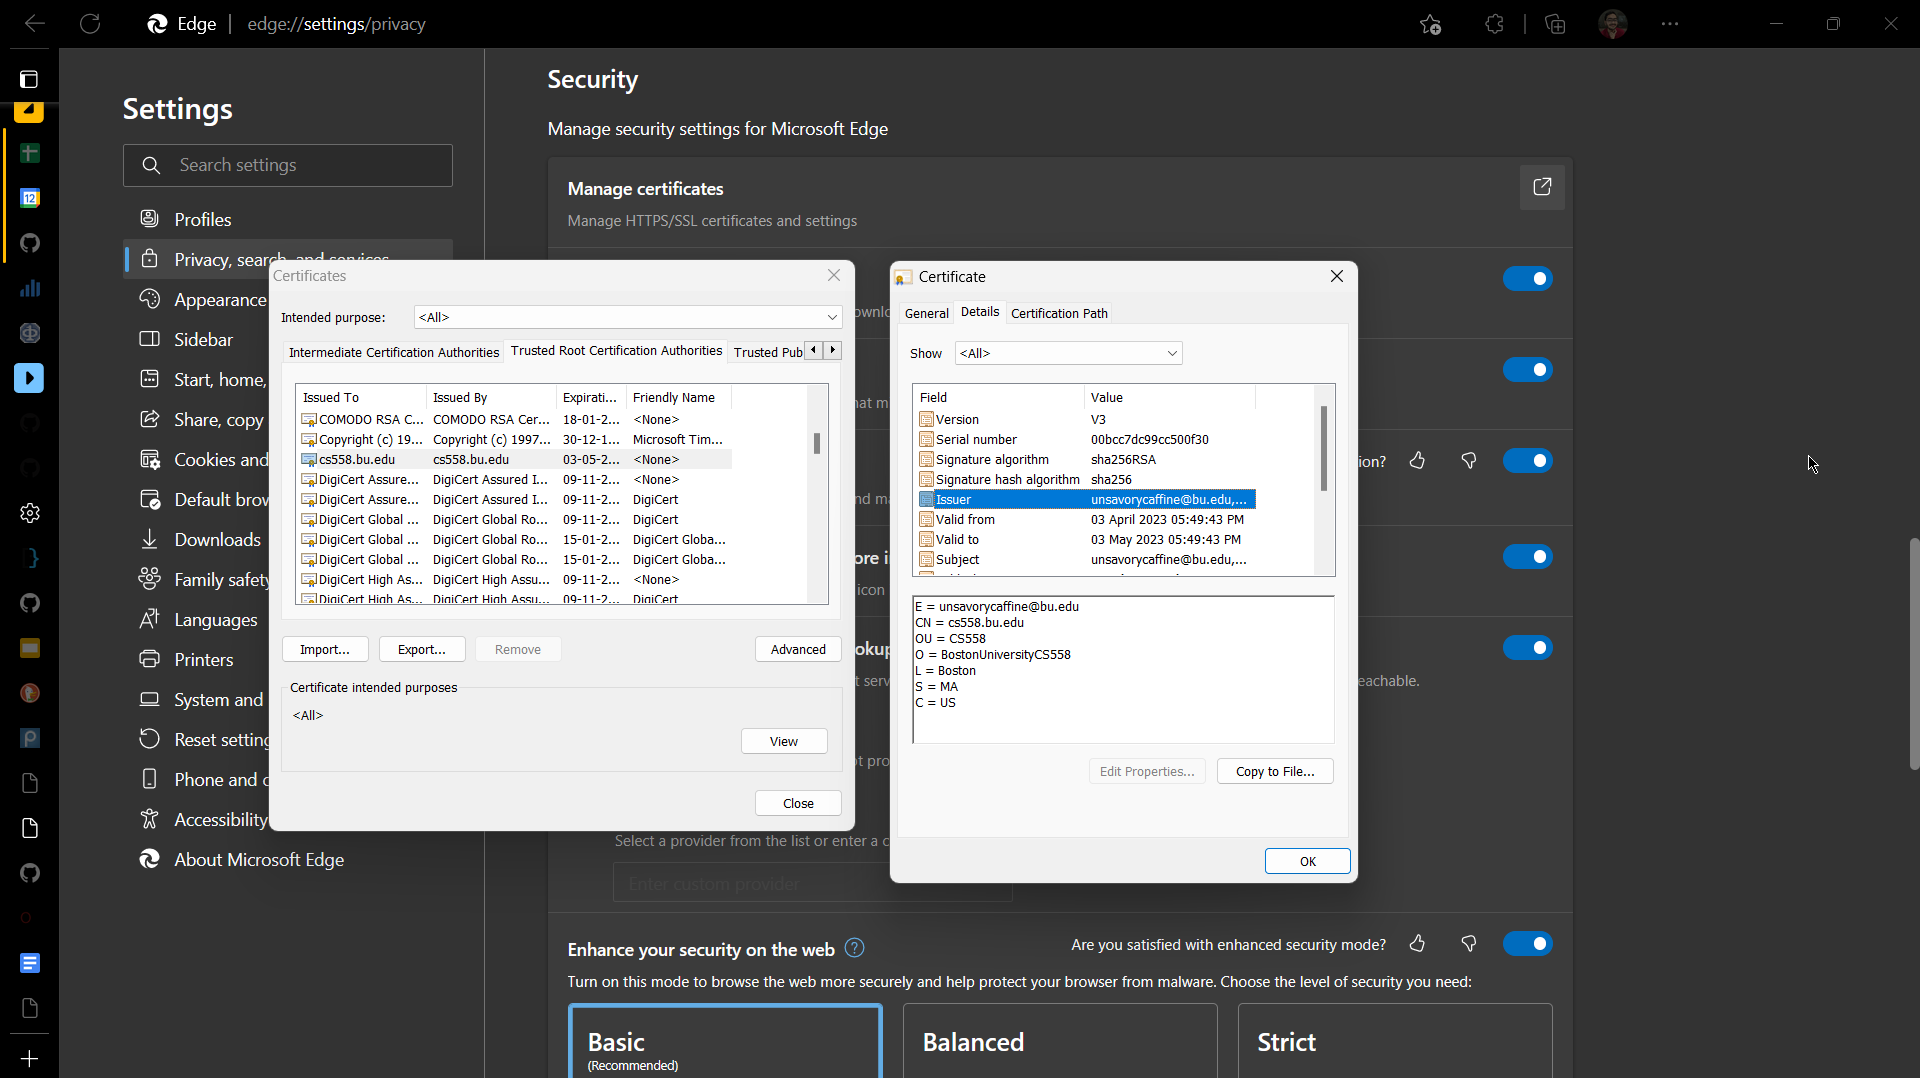 Edge
edge://settings/privacy
Settings
Search settings
Profiles
Privacy, search, and services
Appearance
Sidebar
Start, home,
Share, copy
Cookies and
Default brow
Downloads
Family safety
Languages
Printers
System and
Reset setting
Phone and o
Accessibility
About Microsoft Edge
Security
Manage security settings for Microsoft Edge
Manage certificates
Manage HTTPS/SSL certificates and settings
Certificates
Intended purpose:
<All>
Intermediate Certification Authorities
Trusted Root Certification Authorities
Trusted Pub
Issued To Issued By Expirati... Friendly Name
COMODO RSA C... COMODO RSA Cer... 18-01-2... <None>
Copyright (c) 19... Copyright (c) 1997... 30-12-1... Microsoft Tim...
cs558.bu.edu cs558.bu.edu 03-05-2... <None>
DigiCert Assure... DigiCert Assured I... 09-11-2... <None>
DigiCert Assure... DigiCert Assured I... 09-11-2... DigiCert
DigiCert Global ... DigiCert Global Ro... 09-11-2... DigiCert
DigiCert Global ... DigiCert Global Ro... 15-01-2... DigiCert Globa...
DigiCert Global ... DigiCert Global Ro... 15-01-2... DigiCert Globa...
DigiCert High As... DigiCert High Assu... 09-11-2... <None>
DigiCert High As... DigiCert High Assu... 09-11-2... DigiCert
Import...
Export...
Remove
Advanced
Certificate intended purposes
<All>
View
Close
Certificate
General
Details
Certification Path
Show
<All>
Field Value
Version V3
Serial number 00bcc7dc99cc500f30
Signature algorithm sha256RSA
Signature hash algorithm sha256
Issuer unsavorycaffine@bu.edu,...
Valid from 03 April 2023 05:49:43 PM
Valid to 03 May 2023 05:49:43 PM
Subject unsavorycaffine@bu.edu,...
E = unsavorycaffine@bu.edu
CN = cs558.bu.edu
OU = CS558
O = BostonUniversityCS558
L = Boston
S = MA
C = US
Edit Properties...
Copy to File...
OK
ownlo
hat m
ion?
nd ma
ore i
icon
okup
t serv
eachable.
ot pro
Select a provider from the list or enter a c
Enter custom provider
Enhance your security on the web
Are you satisfied with enhanced security mode?
Turn on this mode to browse the web more securely and help protect your browser from malware. Choose the level of security you need:
Basic
(Recommended)
Balanced
Strict
12